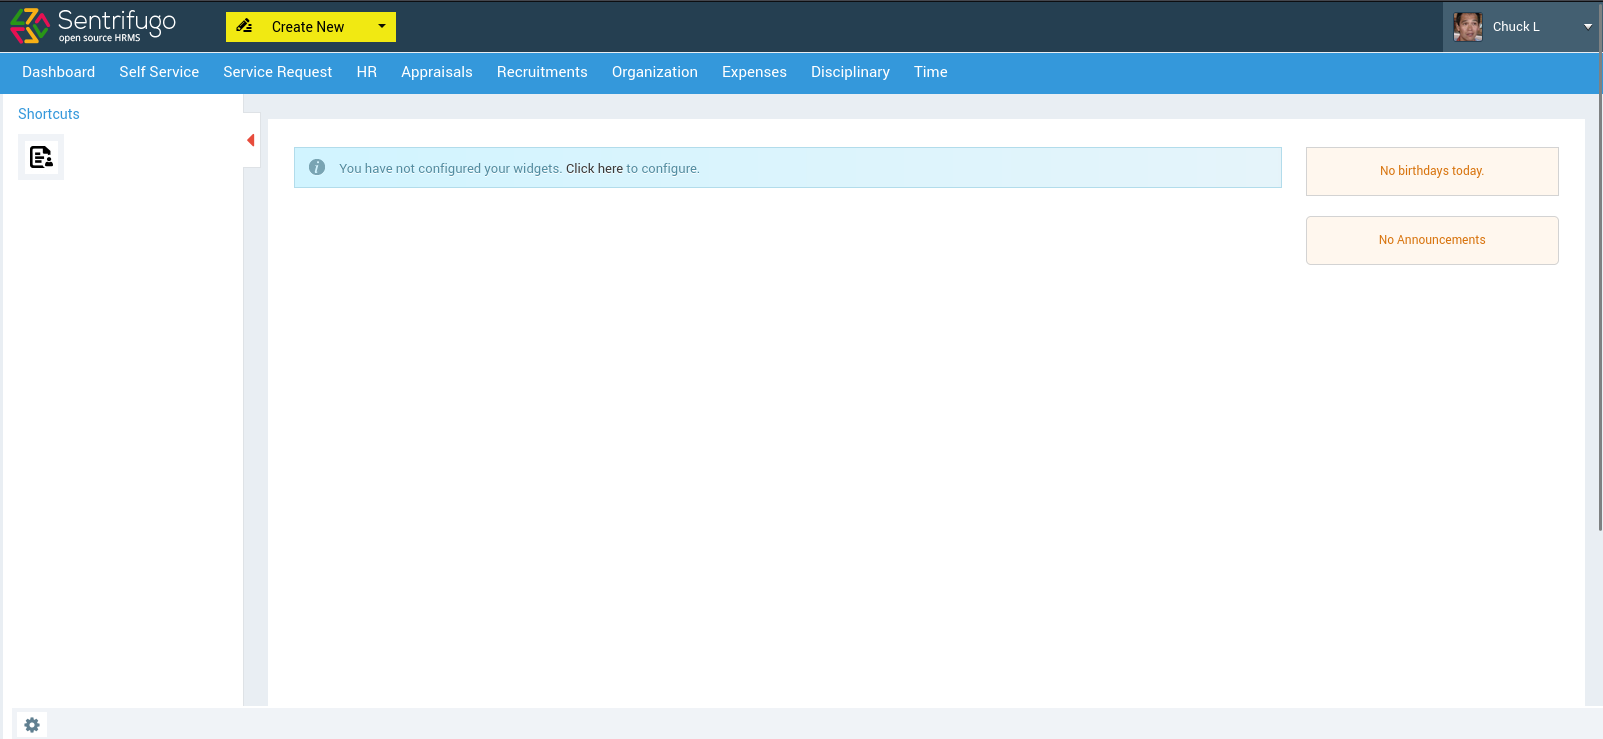 Sentrifugo
open source HRMS
Create New
Chuck L
Dashboard Self Service Service Request HR Appraisals Recruitments Organization Expenses Disciplinary Time
Shortcuts
You have not configured your widgets. Click here to configure.
No birthdays today.
No Announcements